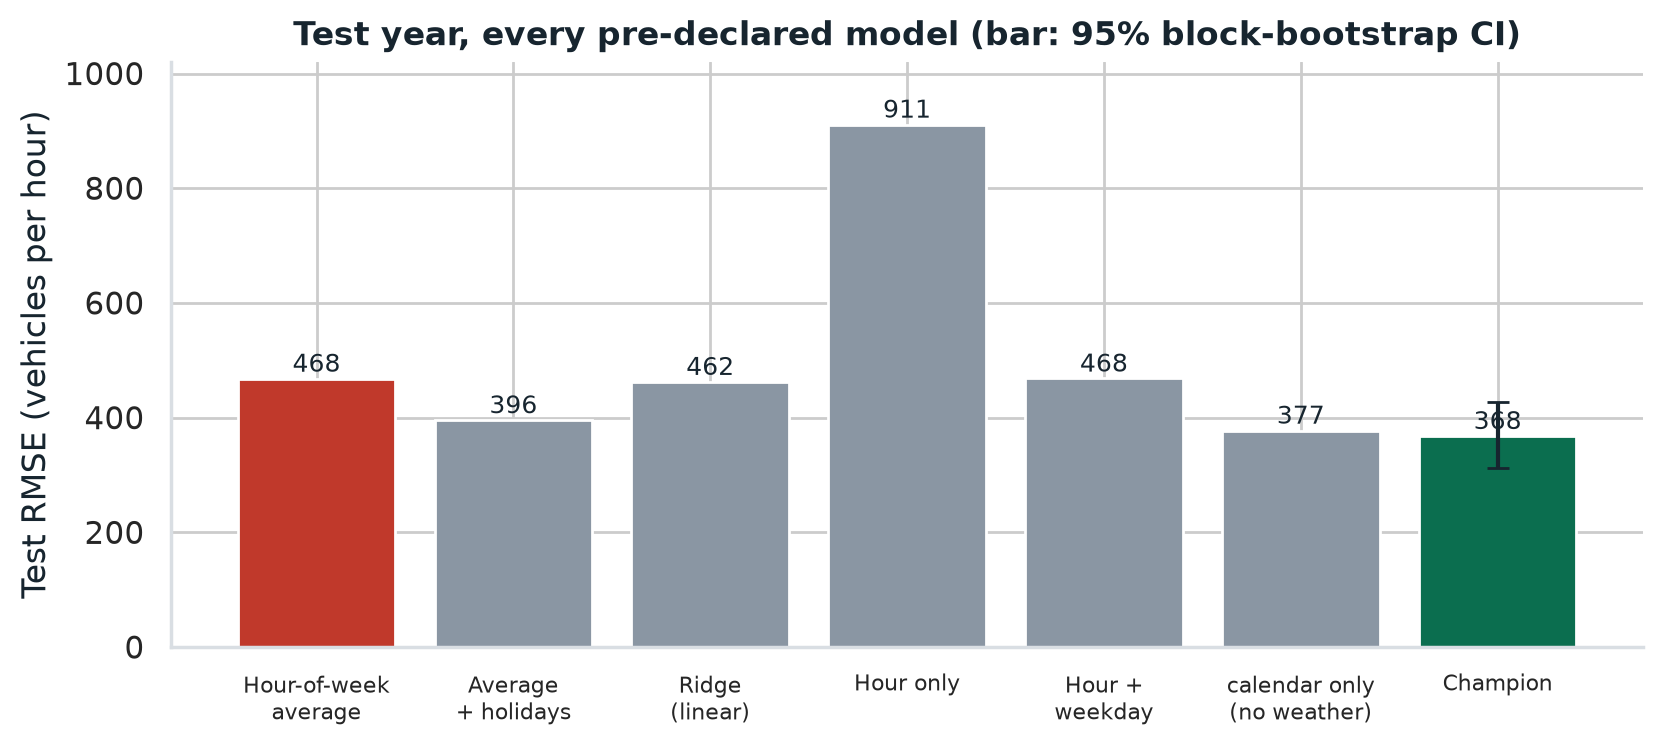 Test year, every pre-declared model (bar: 95% block-bootstrap CI)
Test RMSE (vehicles per hour)
1000
800
600
400
200
0
468
396
462
911
468
377
368
Hour-of-week
average
Average
+ holidays
Ridge
(linear)
Hour only
Hour +
weekday
calendar only
(no weather)
Champion